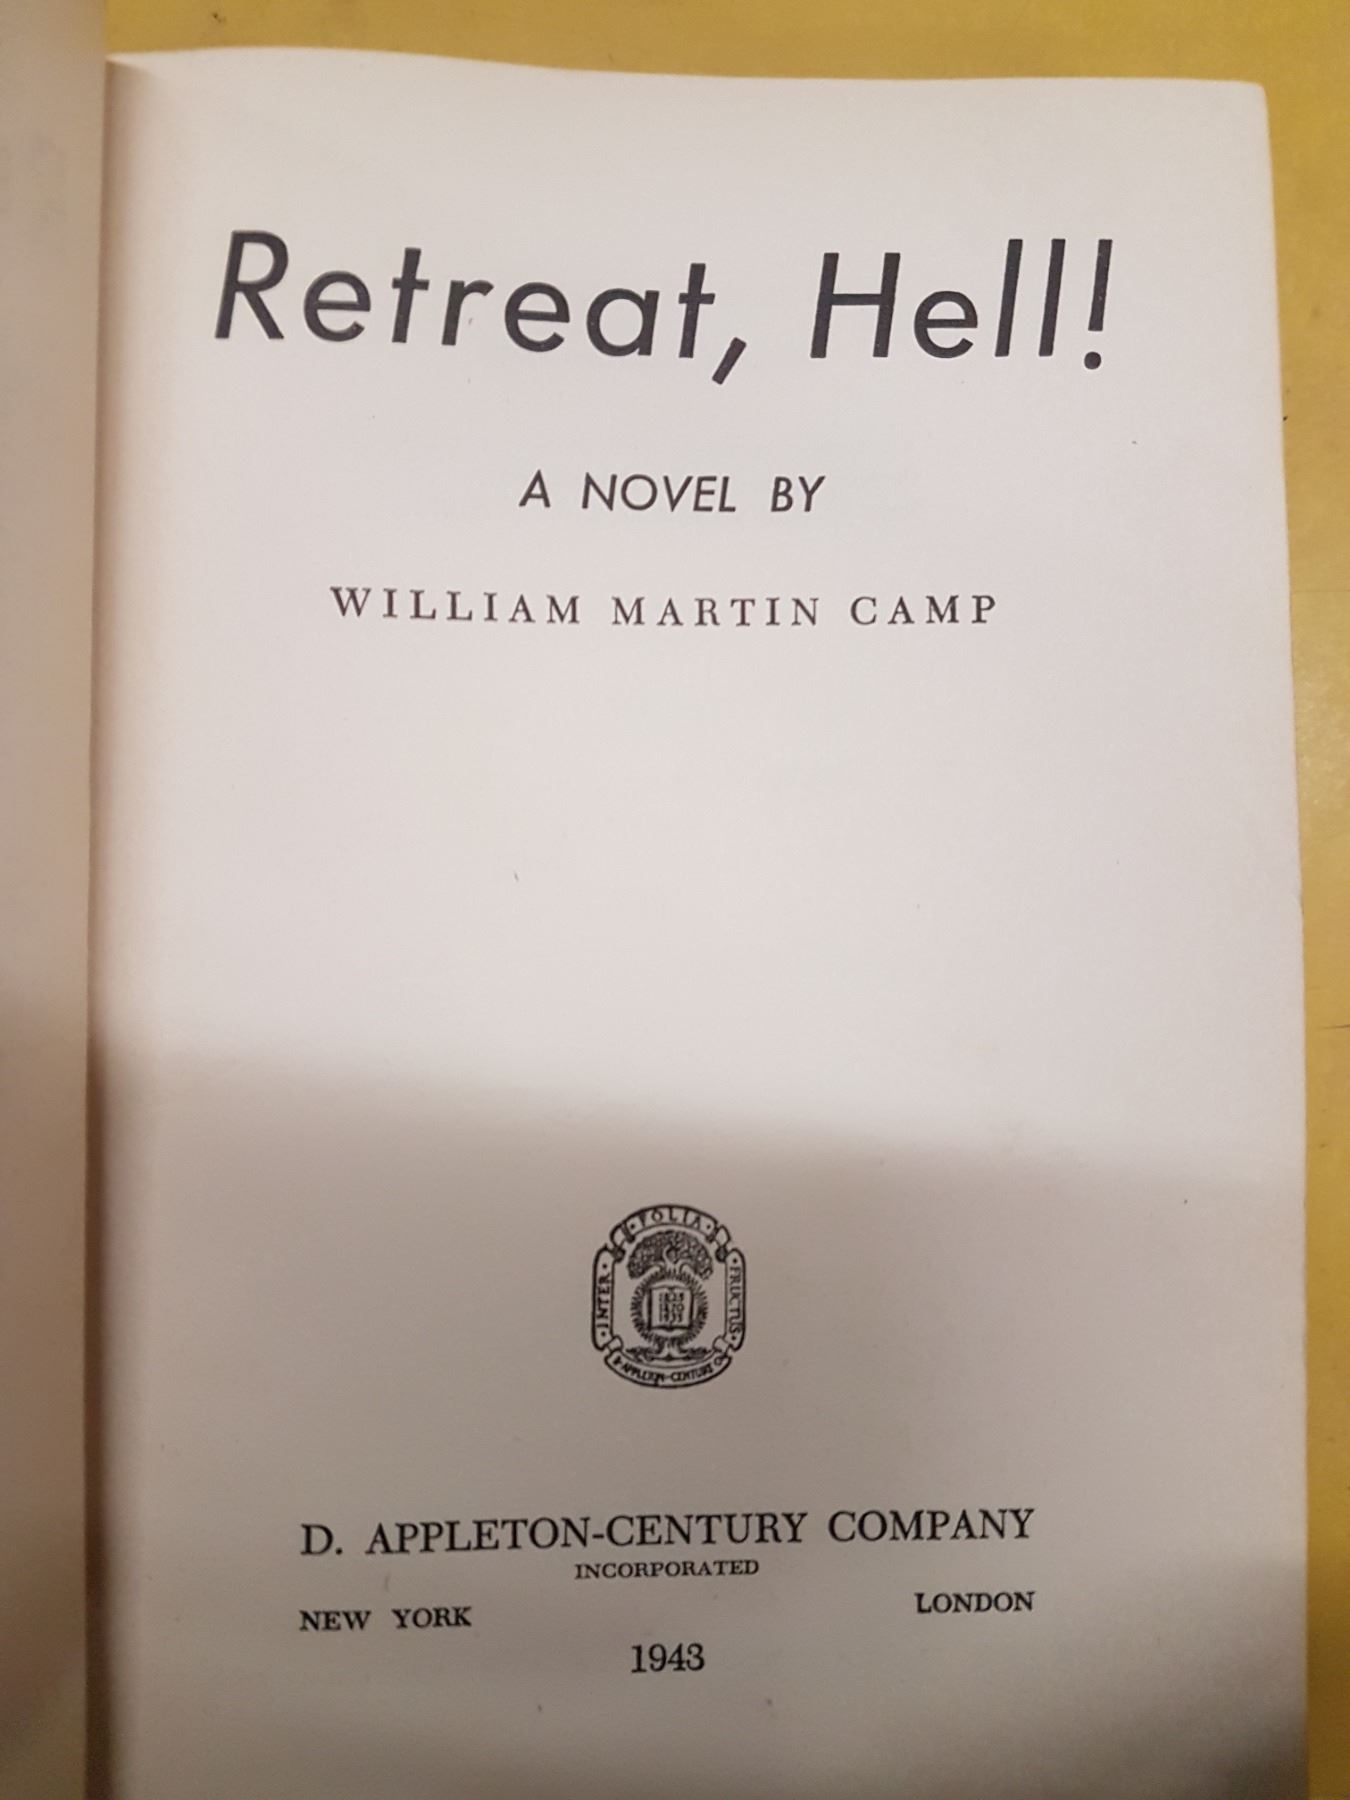 Retreat, Hell!
A NOVEL BY
WILLIAM MARTIN CAMP
· FOLIA ·
· INTER ·
· FRUCTUS ·
1825
D. APPLETON-CENTURY CO
D. APPLETON-CENTURY COMPANY
INCORPORATED
NEW YORK LONDON
1943